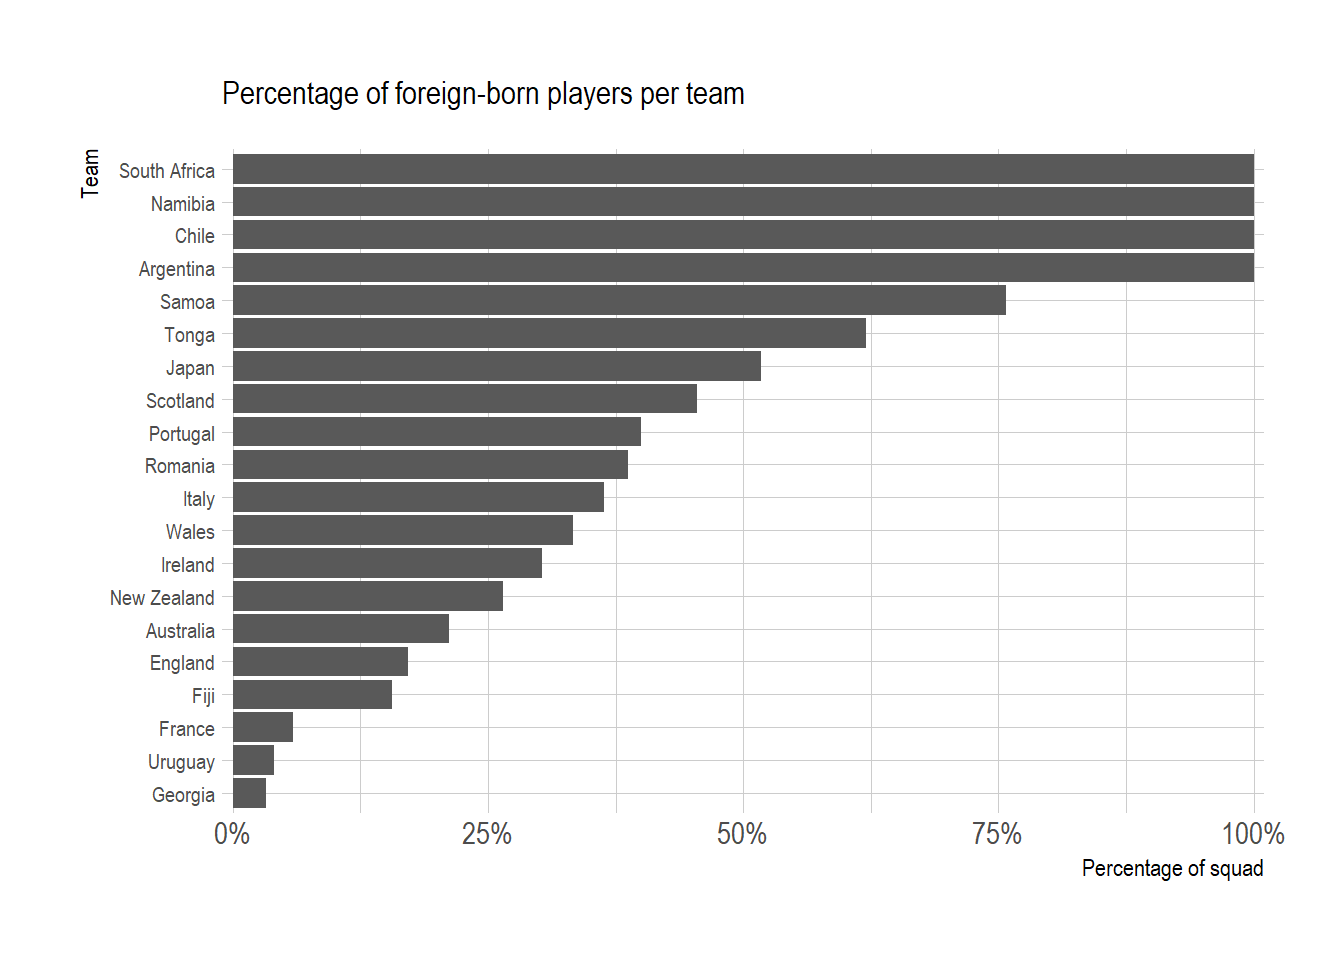 Percentage of foreign-born players per team
Team
South Africa
Namibia
Chile
Argentina
Samoa
Tonga
Japan
Scotland
Portugal
Romania
Italy
Wales
Ireland
New Zealand
Australia
England
Fiji
France
Uruguay
Georgia
0% 25% 50% 75% 100%
Percentage of squad